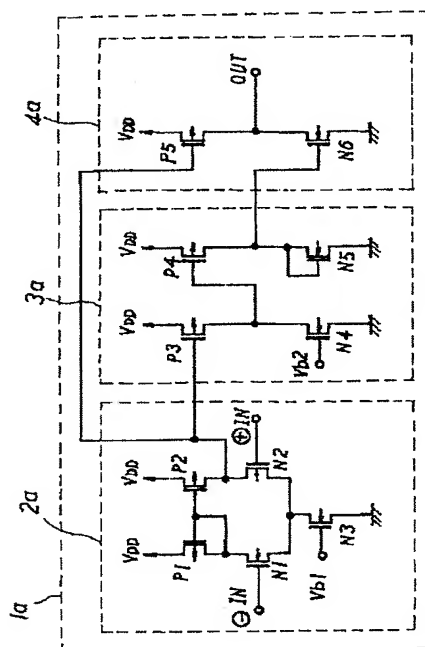 1a
2a
3a
4a
VDD
VDD
VDD
VDD
VDD
P1
P2
P3
P4
P5
⊖ IN
⊕ IN
OUT
N1
N2
N3
N4
N5
N6
Vb1
Vb2